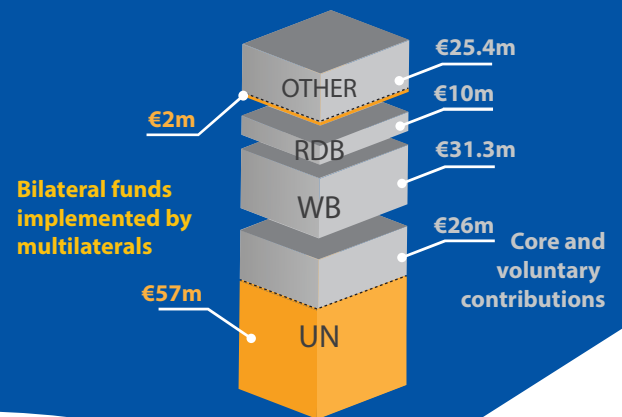 €25.4m
OTHER
€10m
€2m
RDB
€31.3m
Bilateral funds
implemented by
multilaterals
WB
€26m
Core and
voluntary
contributions
€57m
UN